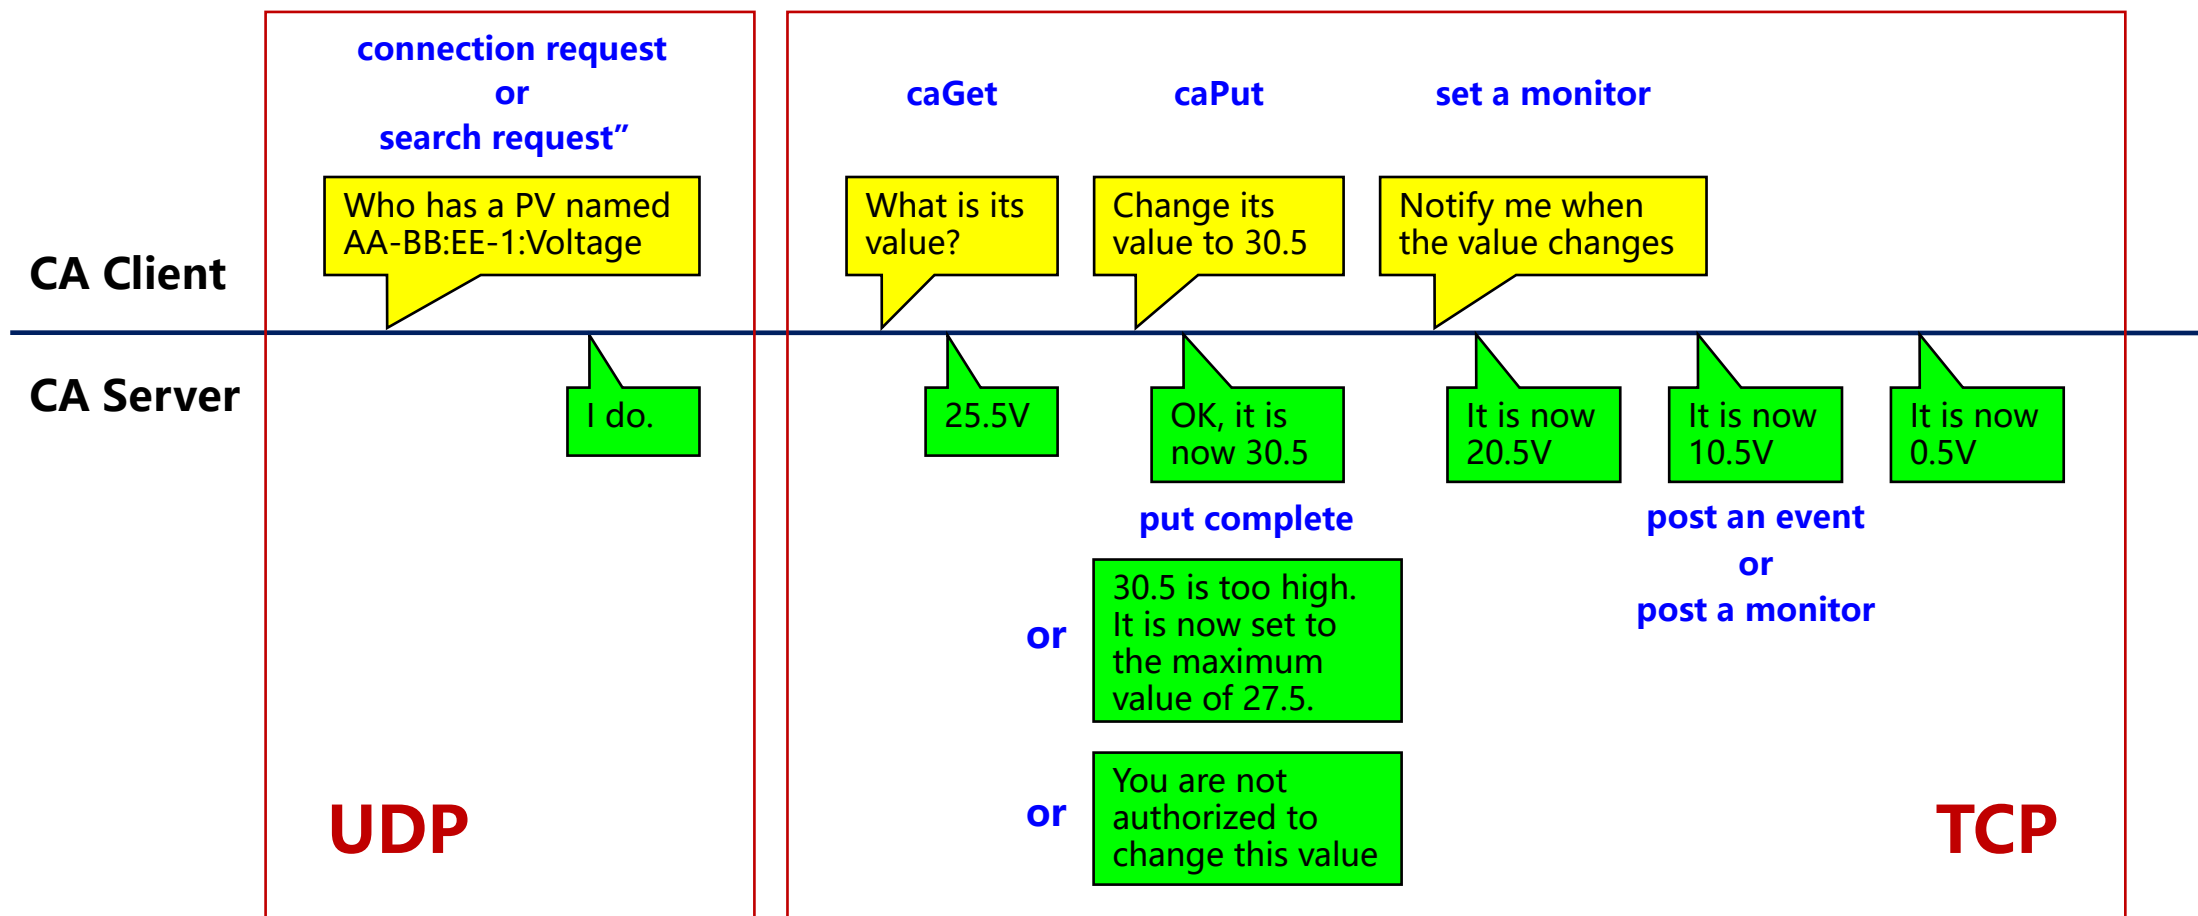 connection request
or
search request”
caGet
caPut
set a monitor
Who has a PV named
AA-BB:EE-1:Voltage
What is its
value?
Change its
value to 30.5
Notify me when
the value changes
CA Client
CA Server
I do.
25.5V
OK, it is
now 30.5
It is now
20.5V
It is now
10.5V
It is now
0.5V
put complete
post an event
or
post a monitor
or
30.5 is too high.
It is now set to
the maximum
value of 27.5.
or
You are not
authorized to
change this value
UDP
TCP